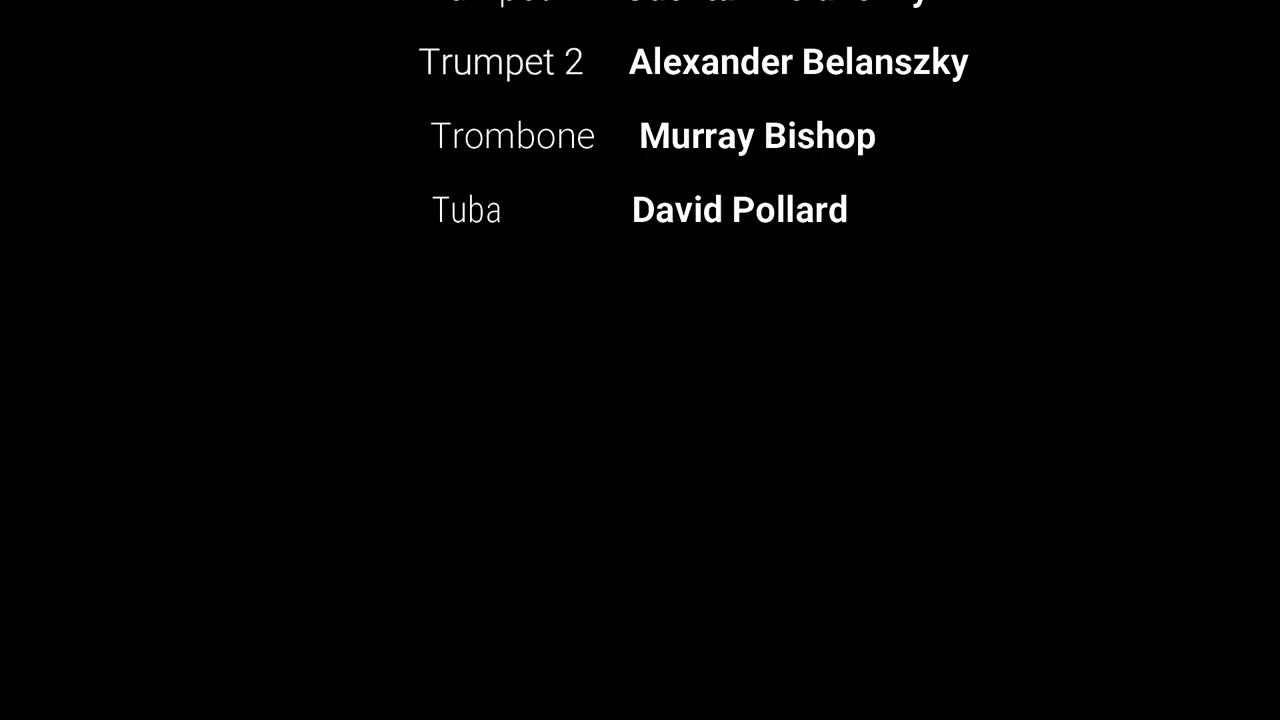 Trumpet 2 Alexander Belanszky
Trombone Murray Bishop
Tuba David Pollard